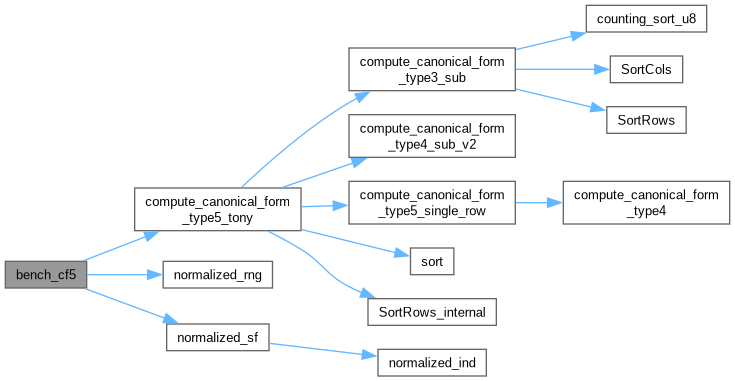 counting_sort_u8
compute_canonical_form
_type3_sub
SortCols
SortRows
compute_canonical_form
_type4_sub_v2
compute_canonical_form
_type5_tony
compute_canonical_form
_type5_single_row
compute_canonical_form
_type4
sort
bench_cf5
normalized_rng
SortRows_internal
normalized_sf
normalized_ind